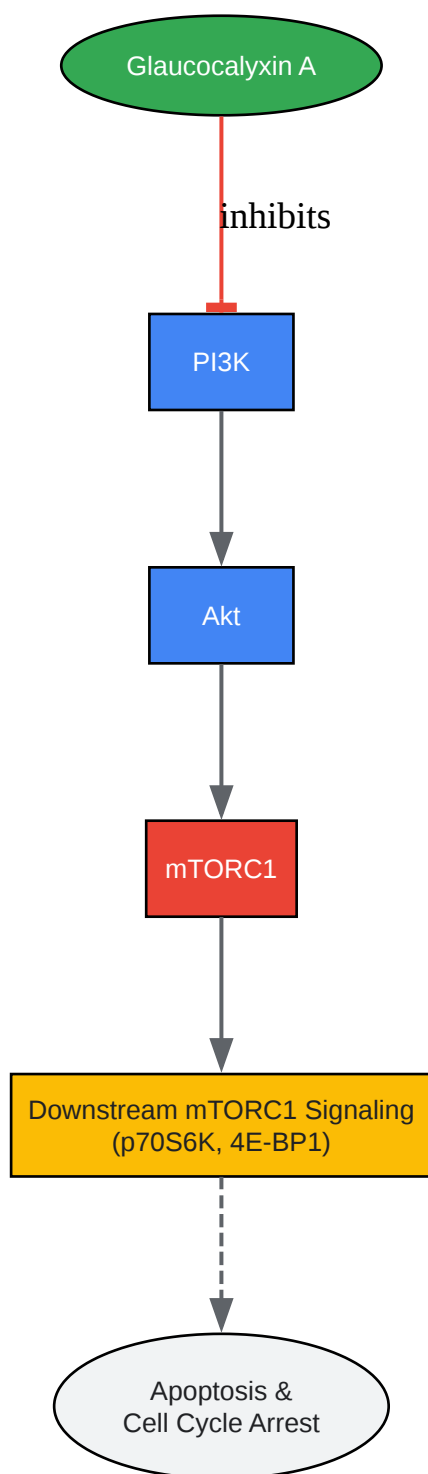 Glaucocalyxin A
inhibits
PI3K
Akt
mTORC1
Downstream mTORC1 Signaling
(p70S6K, 4E-BP1)
Apoptosis &
Cell Cycle Arrest